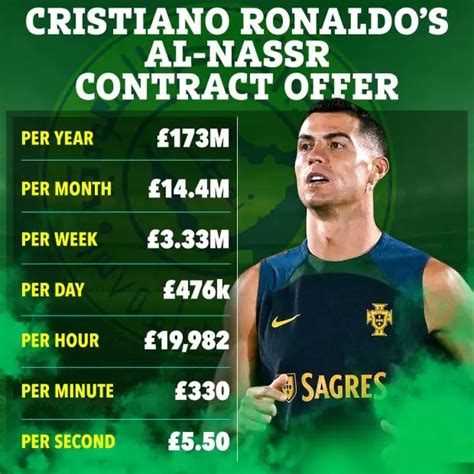 CRISTIANO RONALDO'S
AL-NASSR
CONTRACT OFFER
PER YEAR £173M
PER MONTH £14.4M
PER WEEK £3.33M
PER DAY £476k
PER HOUR £19,982
PER MINUTE £330
PER SECOND £5.50
SAGRES